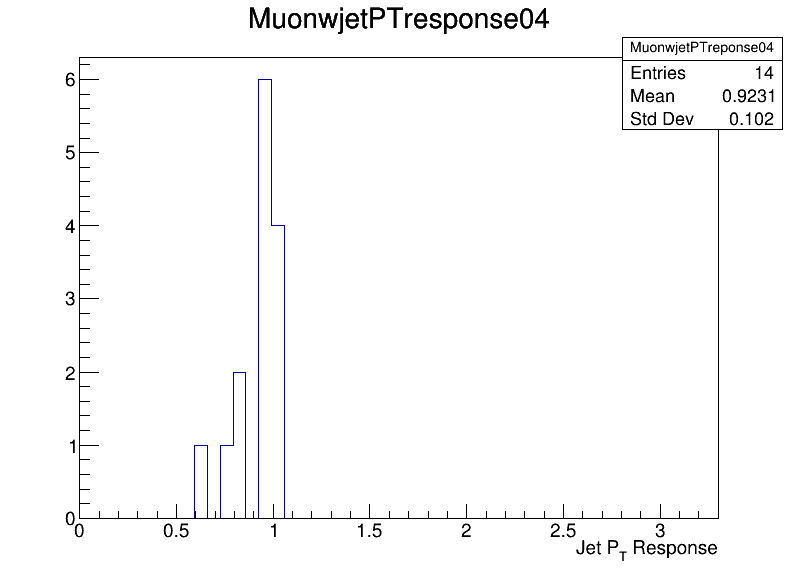 MuonwjetPTresponse04
MuonwjetPTreponse04
Entries 14
Mean 0.9231
Std Dev 0.102
6
5
4
3
2
1
0
0 0.5 1 1.5 2 2.5 3
Jet P_T Response